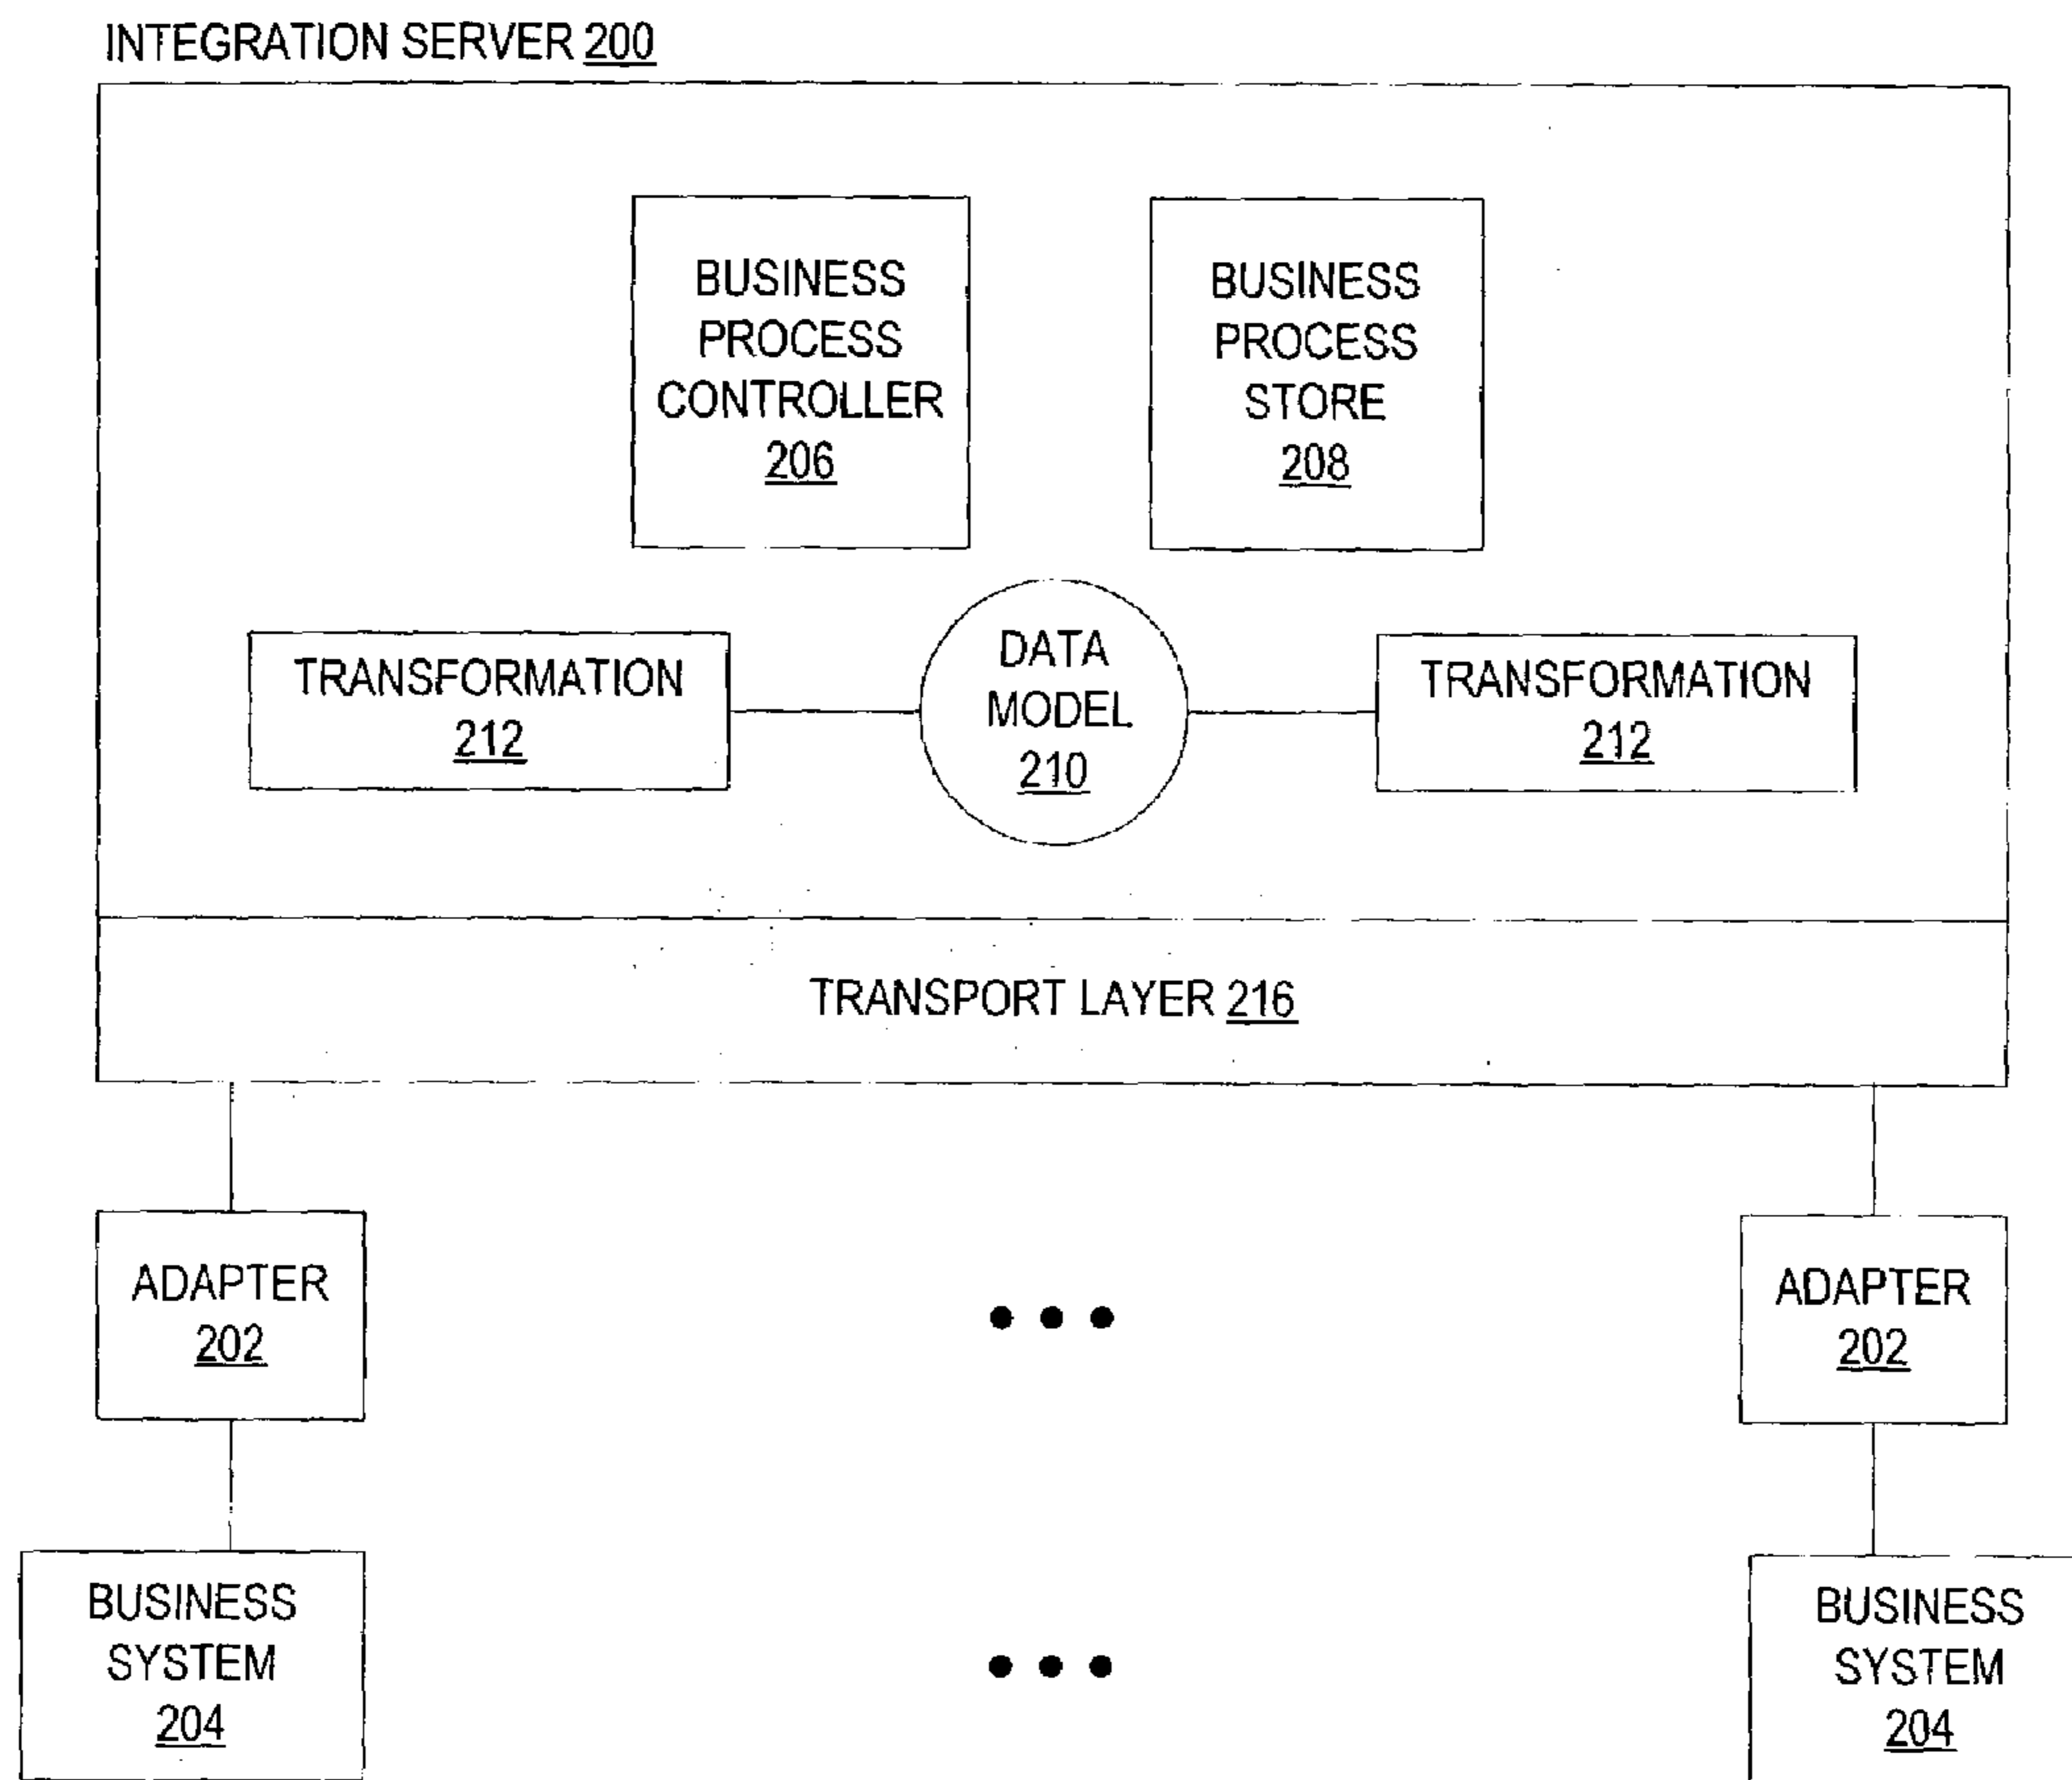 INTEGRATION SERVER 200
BUSINESS
PROCESS
CONTROLLER
206
BUSINESS
PROCESS
STORE
208
TRANSFORMATION
212
DATA
MODEL
210
TRANSFORMATION
212
TRANSPORT LAYER 216
ADAPTER
202
ADAPTER
202
BUSINESS
SYSTEM
204
BUSINESS
SYSTEM
204